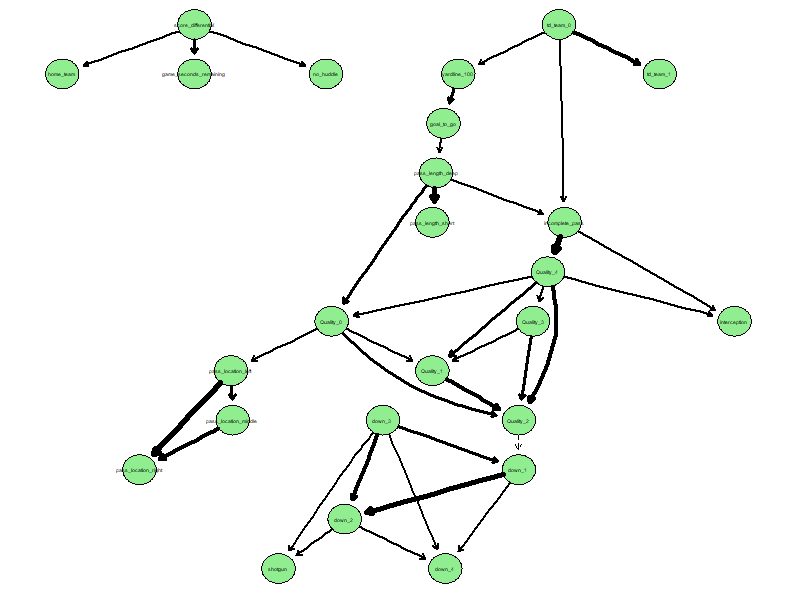 score_differential
td_team_0
home_team
game_seconds_remaining
no_huddle
yardline_100
td_team_1
goal_to_go
pass_length_deep
pass_length_short
incomplete_pass
Quality_4
Quality_0
Quality_3
interception
pass_location_left
Quality_1
pass_location_middle
down_3
Quality_2
pass_location_right
down_1
down_2
shotgun
down_4